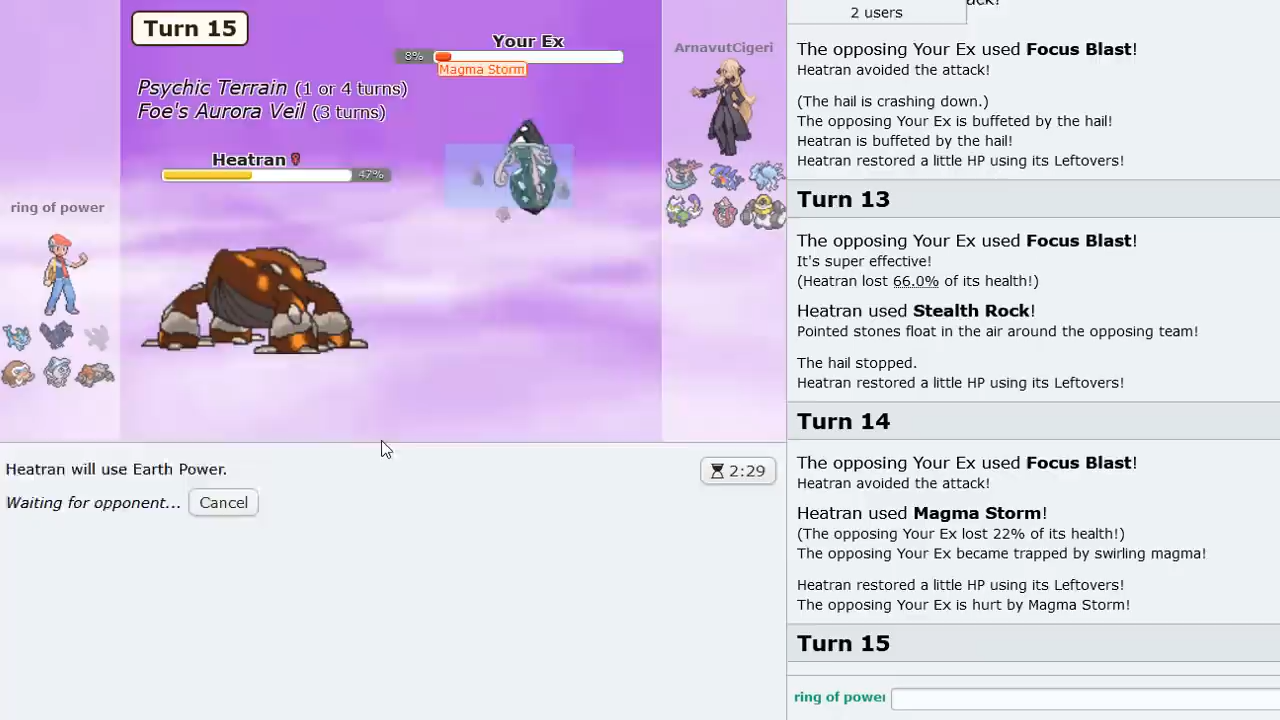 Turn 15
Your Ex
8%
Magma Storm
Psychic Terrain (1 or 4 turns)
Foe's Aurora Veil (3 turns)
Heatran
47%
ring of power
ArnavutCigeri
Heatran will use Earth Power.
2:29
Waiting for opponent...
Cancel
2 users
The opposing Your Ex used Focus Blast!
Heatran avoided the attack!
(The hail is crashing down.)
The opposing Your Ex is buffeted by the hail!
Heatran is buffeted by the hail!
Heatran restored a little HP using its Leftovers!
Turn 13
The opposing Your Ex used Focus Blast!
It's super effective!
(Heatran lost 66.0% of its health!)
Heatran used Stealth Rock!
Pointed stones float in the air around the opposing team!
The hail stopped.
Heatran restored a little HP using its Leftovers!
Turn 14
The opposing Your Ex used Focus Blast!
Heatran avoided the attack!
Heatran used Magma Storm!
(The opposing Your Ex lost 22% of its health!)
The opposing Your Ex became trapped by swirling magma!
Heatran restored a little HP using its Leftovers!
The opposing Your Ex is hurt by Magma Storm!
Turn 15
ring of power